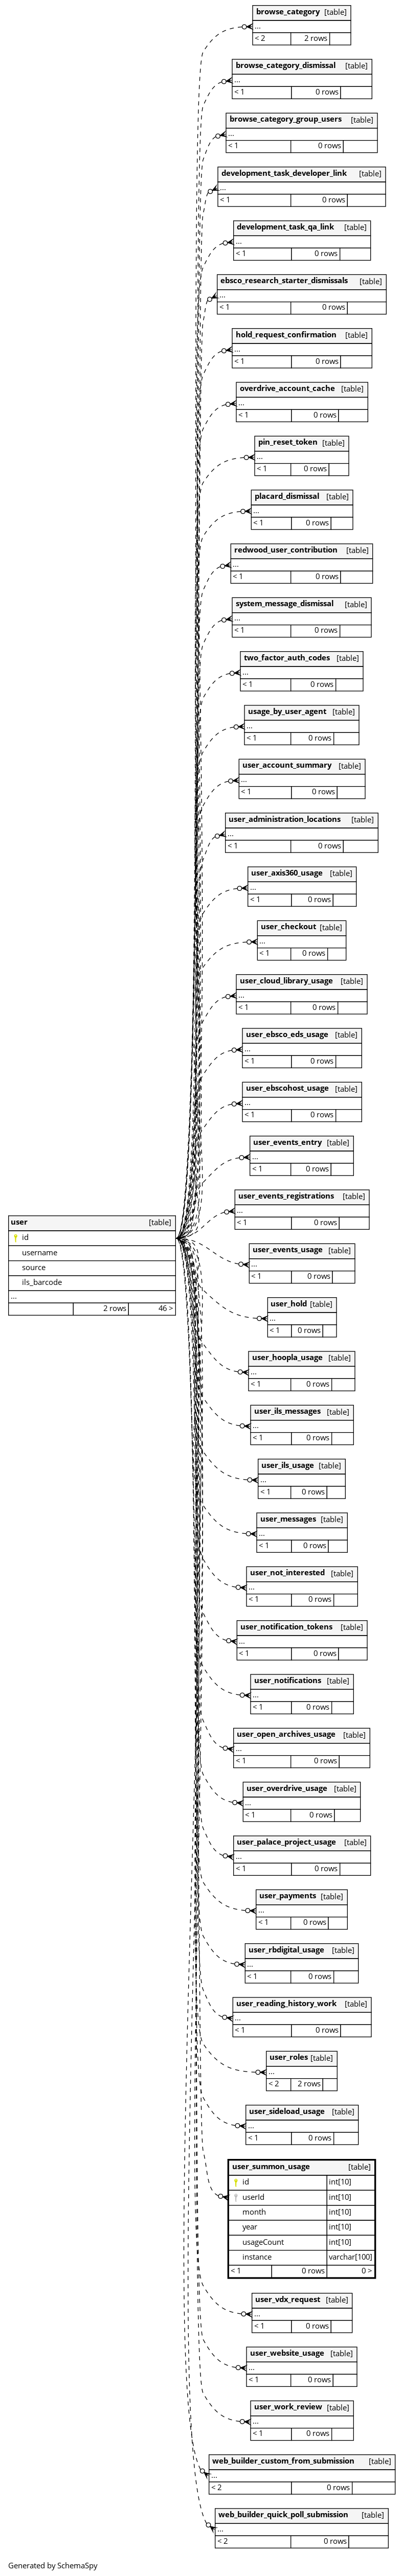 browse_category [table]
...
< 2 2 rows
browse_category_dismissal [table]
...
< 1 0 rows
browse_category_group_users [table]
...
< 1 0 rows
development_task_developer_link [table]
...
< 1 0 rows
development_task_qa_link [table]
...
< 1 0 rows
ebsco_research_starter_dismissals [table]
...
< 1 0 rows
hold_request_confirmation [table]
...
< 1 0 rows
overdrive_account_cache [table]
...
< 1 0 rows
pin_reset_token [table]
...
< 1 0 rows
placard_dismissal [table]
...
< 1 0 rows
redwood_user_contribution [table]
...
< 1 0 rows
system_message_dismissal [table]
...
< 1 0 rows
two_factor_auth_codes [table]
...
< 1 0 rows
usage_by_user_agent [table]
...
< 1 0 rows
user_account_summary [table]
...
< 1 0 rows
user_administration_locations [table]
...
< 1 0 rows
user_axis360_usage [table]
...
< 1 0 rows
user_checkout [table]
...
< 1 0 rows
user_cloud_library_usage [table]
...
< 1 0 rows
user_ebsco_eds_usage [table]
...
< 1 0 rows
user_ebscohost_usage [table]
...
< 1 0 rows
user_events_entry [table]
...
< 1 0 rows
user_events_registrations [table]
...
< 1 0 rows
user [table]
id
username
source
ils_barcode
...
2 rows 46 >
user_events_usage [table]
...
< 1 0 rows
user_hold [table]
...
< 1 0 rows
user_hoopla_usage [table]
...
< 1 0 rows
user_ils_messages [table]
...
< 1 0 rows
user_ils_usage [table]
...
< 1 0 rows
user_messages [table]
...
< 1 0 rows
user_not_interested [table]
...
< 1 0 rows
user_notification_tokens [table]
...
< 1 0 rows
user_notifications [table]
...
< 1 0 rows
user_open_archives_usage [table]
...
< 1 0 rows
user_overdrive_usage [table]
...
< 1 0 rows
user_palace_project_usage [table]
...
< 1 0 rows
user_payments [table]
...
< 1 0 rows
user_rbdigital_usage [table]
...
< 1 0 rows
user_reading_history_work [table]
...
< 1 0 rows
user_roles [table]
...
< 2 2 rows
user_sideload_usage [table]
...
< 1 0 rows
user_summon_usage [table]
id int[10]
userId int[10]
month int[10]
year int[10]
usageCount int[10]
instance varchar[100]
< 1 0 rows 0 >
user_vdx_request [table]
...
< 1 0 rows
user_website_usage [table]
...
< 1 0 rows
user_work_review [table]
...
< 1 0 rows
web_builder_custom_from_submission [table]
...
< 2 0 rows
web_builder_quick_poll_submission [table]
...
< 2 0 rows
Generated by SchemaSpy